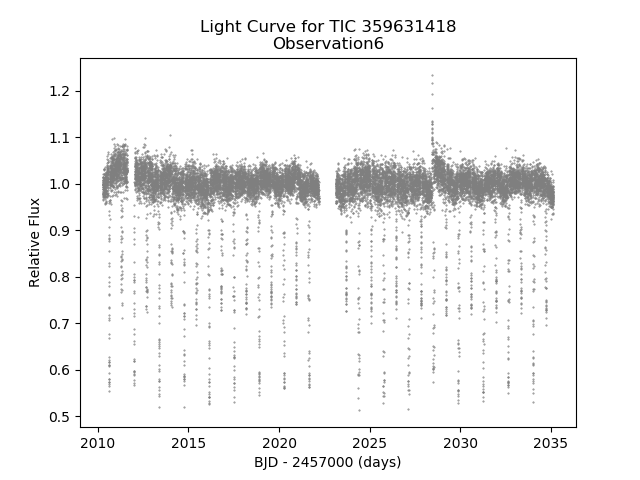 Light Curve for TIC 359631418
Observation6
1.2
1.1
1.0
0.9
0.8
0.7
0.6
0.5
Relative Flux
2010 2015 2020 2025 2030 2035
BJD - 2457000 (days)